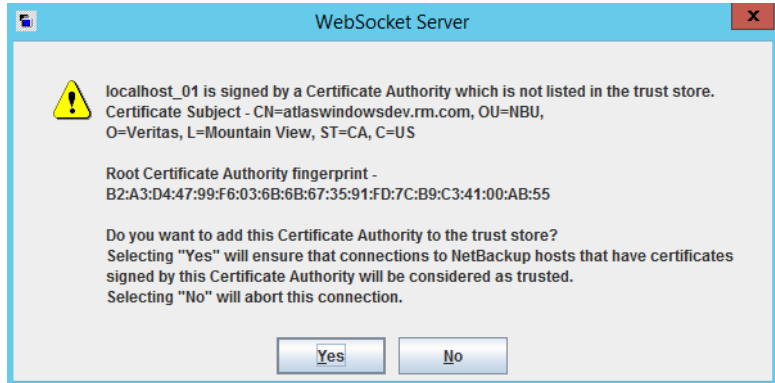 WebSocket Server
x
localhost_01 is signed by a Certificate Authority which is not listed in the trust store.
Certificate Subject - CN=atlaswindowsdev.rm.com, OU=NBU,
O=Veritas, L=Mountain View, ST=CA, C=US
Root Certificate Authority fingerprint -
B2:A3:D4:47:99:F6:03:6B:6B:67:35:91:FD:7C:B9:C3:41:00:AB:55
Do you want to add this Certificate Authority to the trust store?
Selecting "Yes" will ensure that connections to NetBackup hosts that have certificates
signed by this Certificate Authority will be considered as trusted.
Selecting "No" will abort this connection.
Yes No